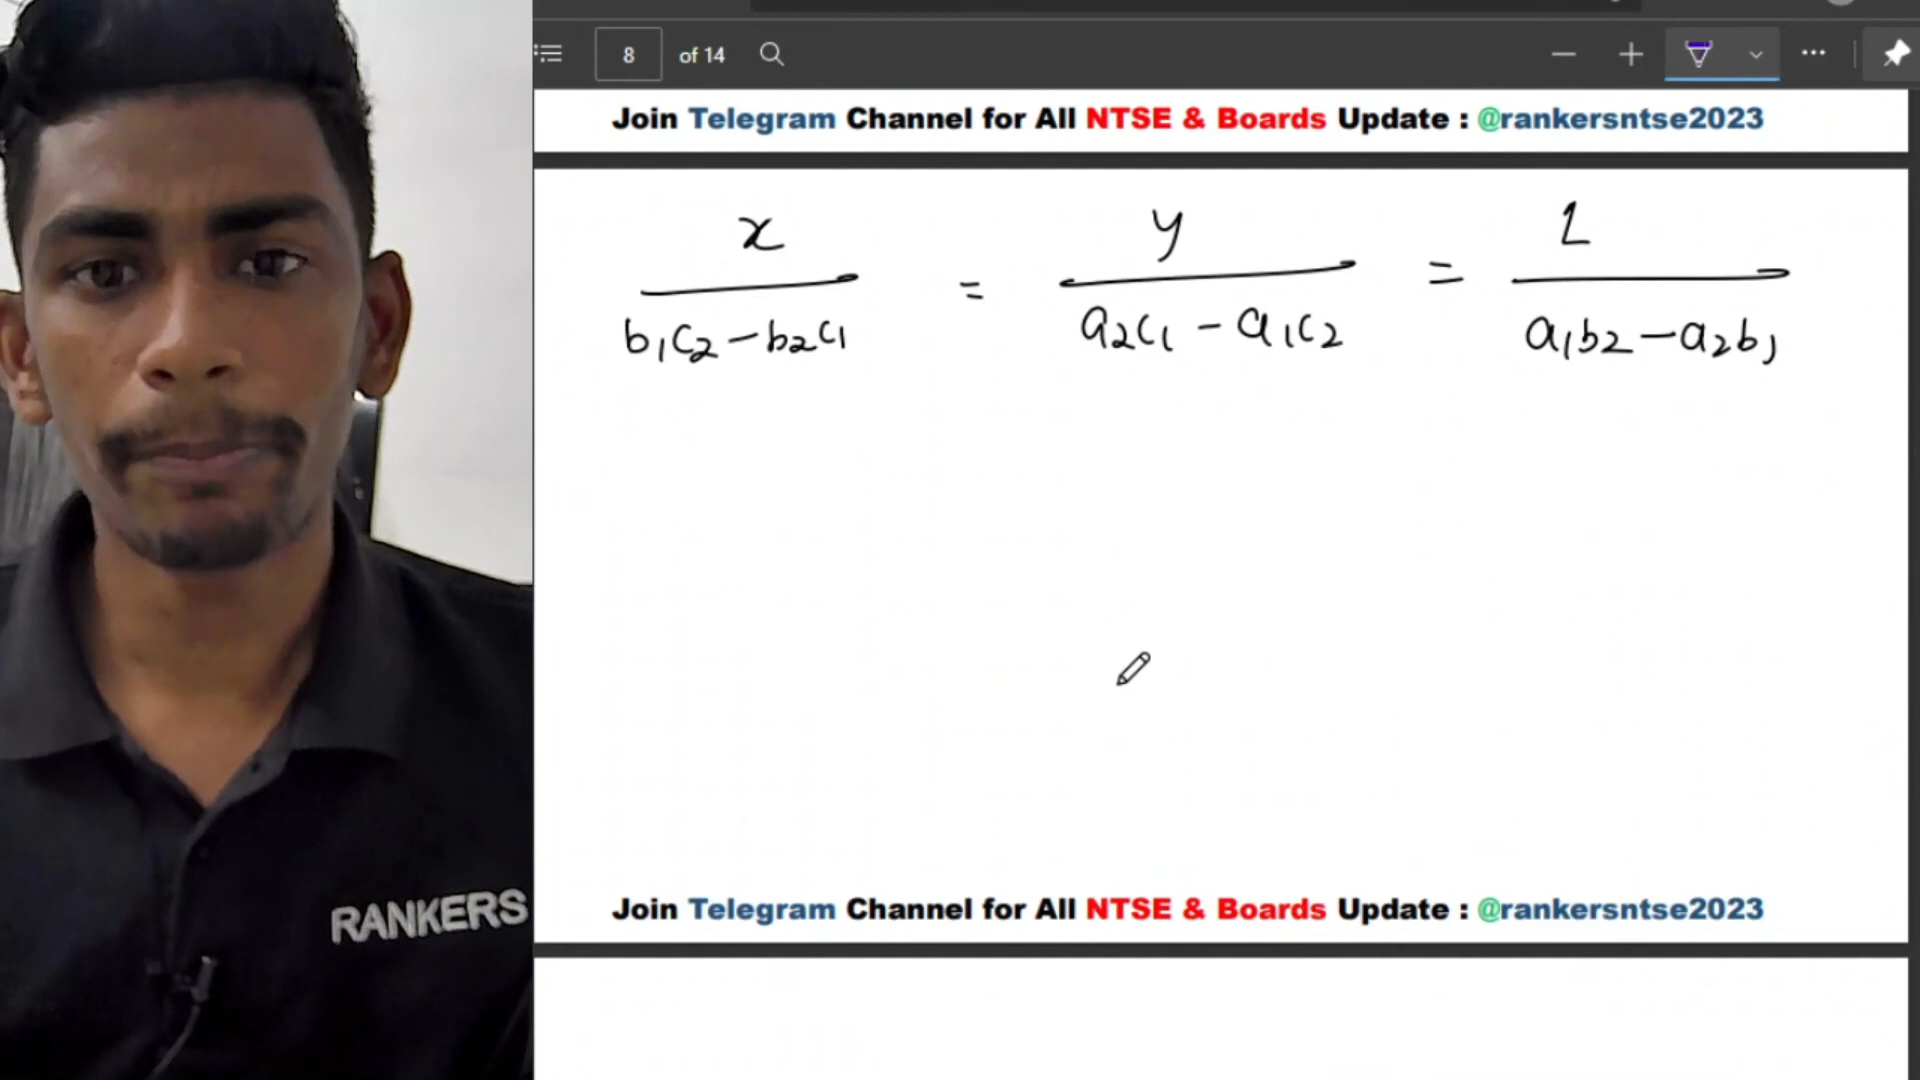 8 of 14
Join Telegram Channel for All NTSE & Boards Update : @rankersntse2023
x y 1
= =
b₁c₂-b₂c₁ a₂c₁-a₁c₂ a₁b₂-a₂b₁
RANKERS
Join Telegram Channel for All NTSE & Boards Update : @rankersntse2023